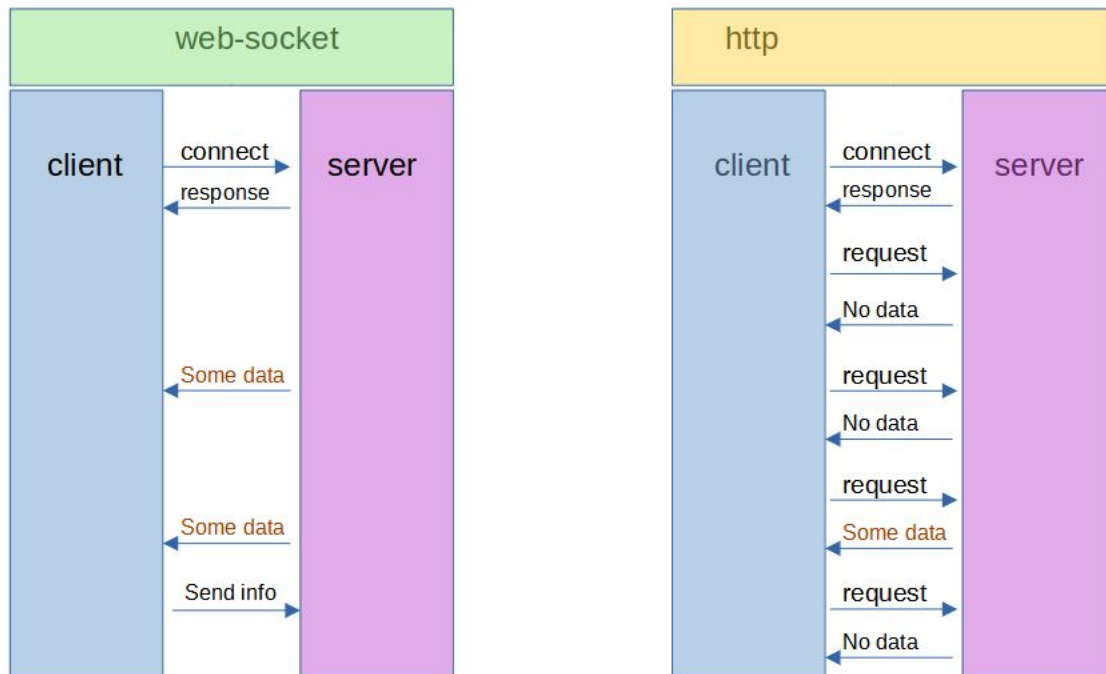 web-socket
client
connect
response
server
Some data
Some data
Send info
http
client
connect
response
server
request
No data
request
No data
request
Some data
request
No data